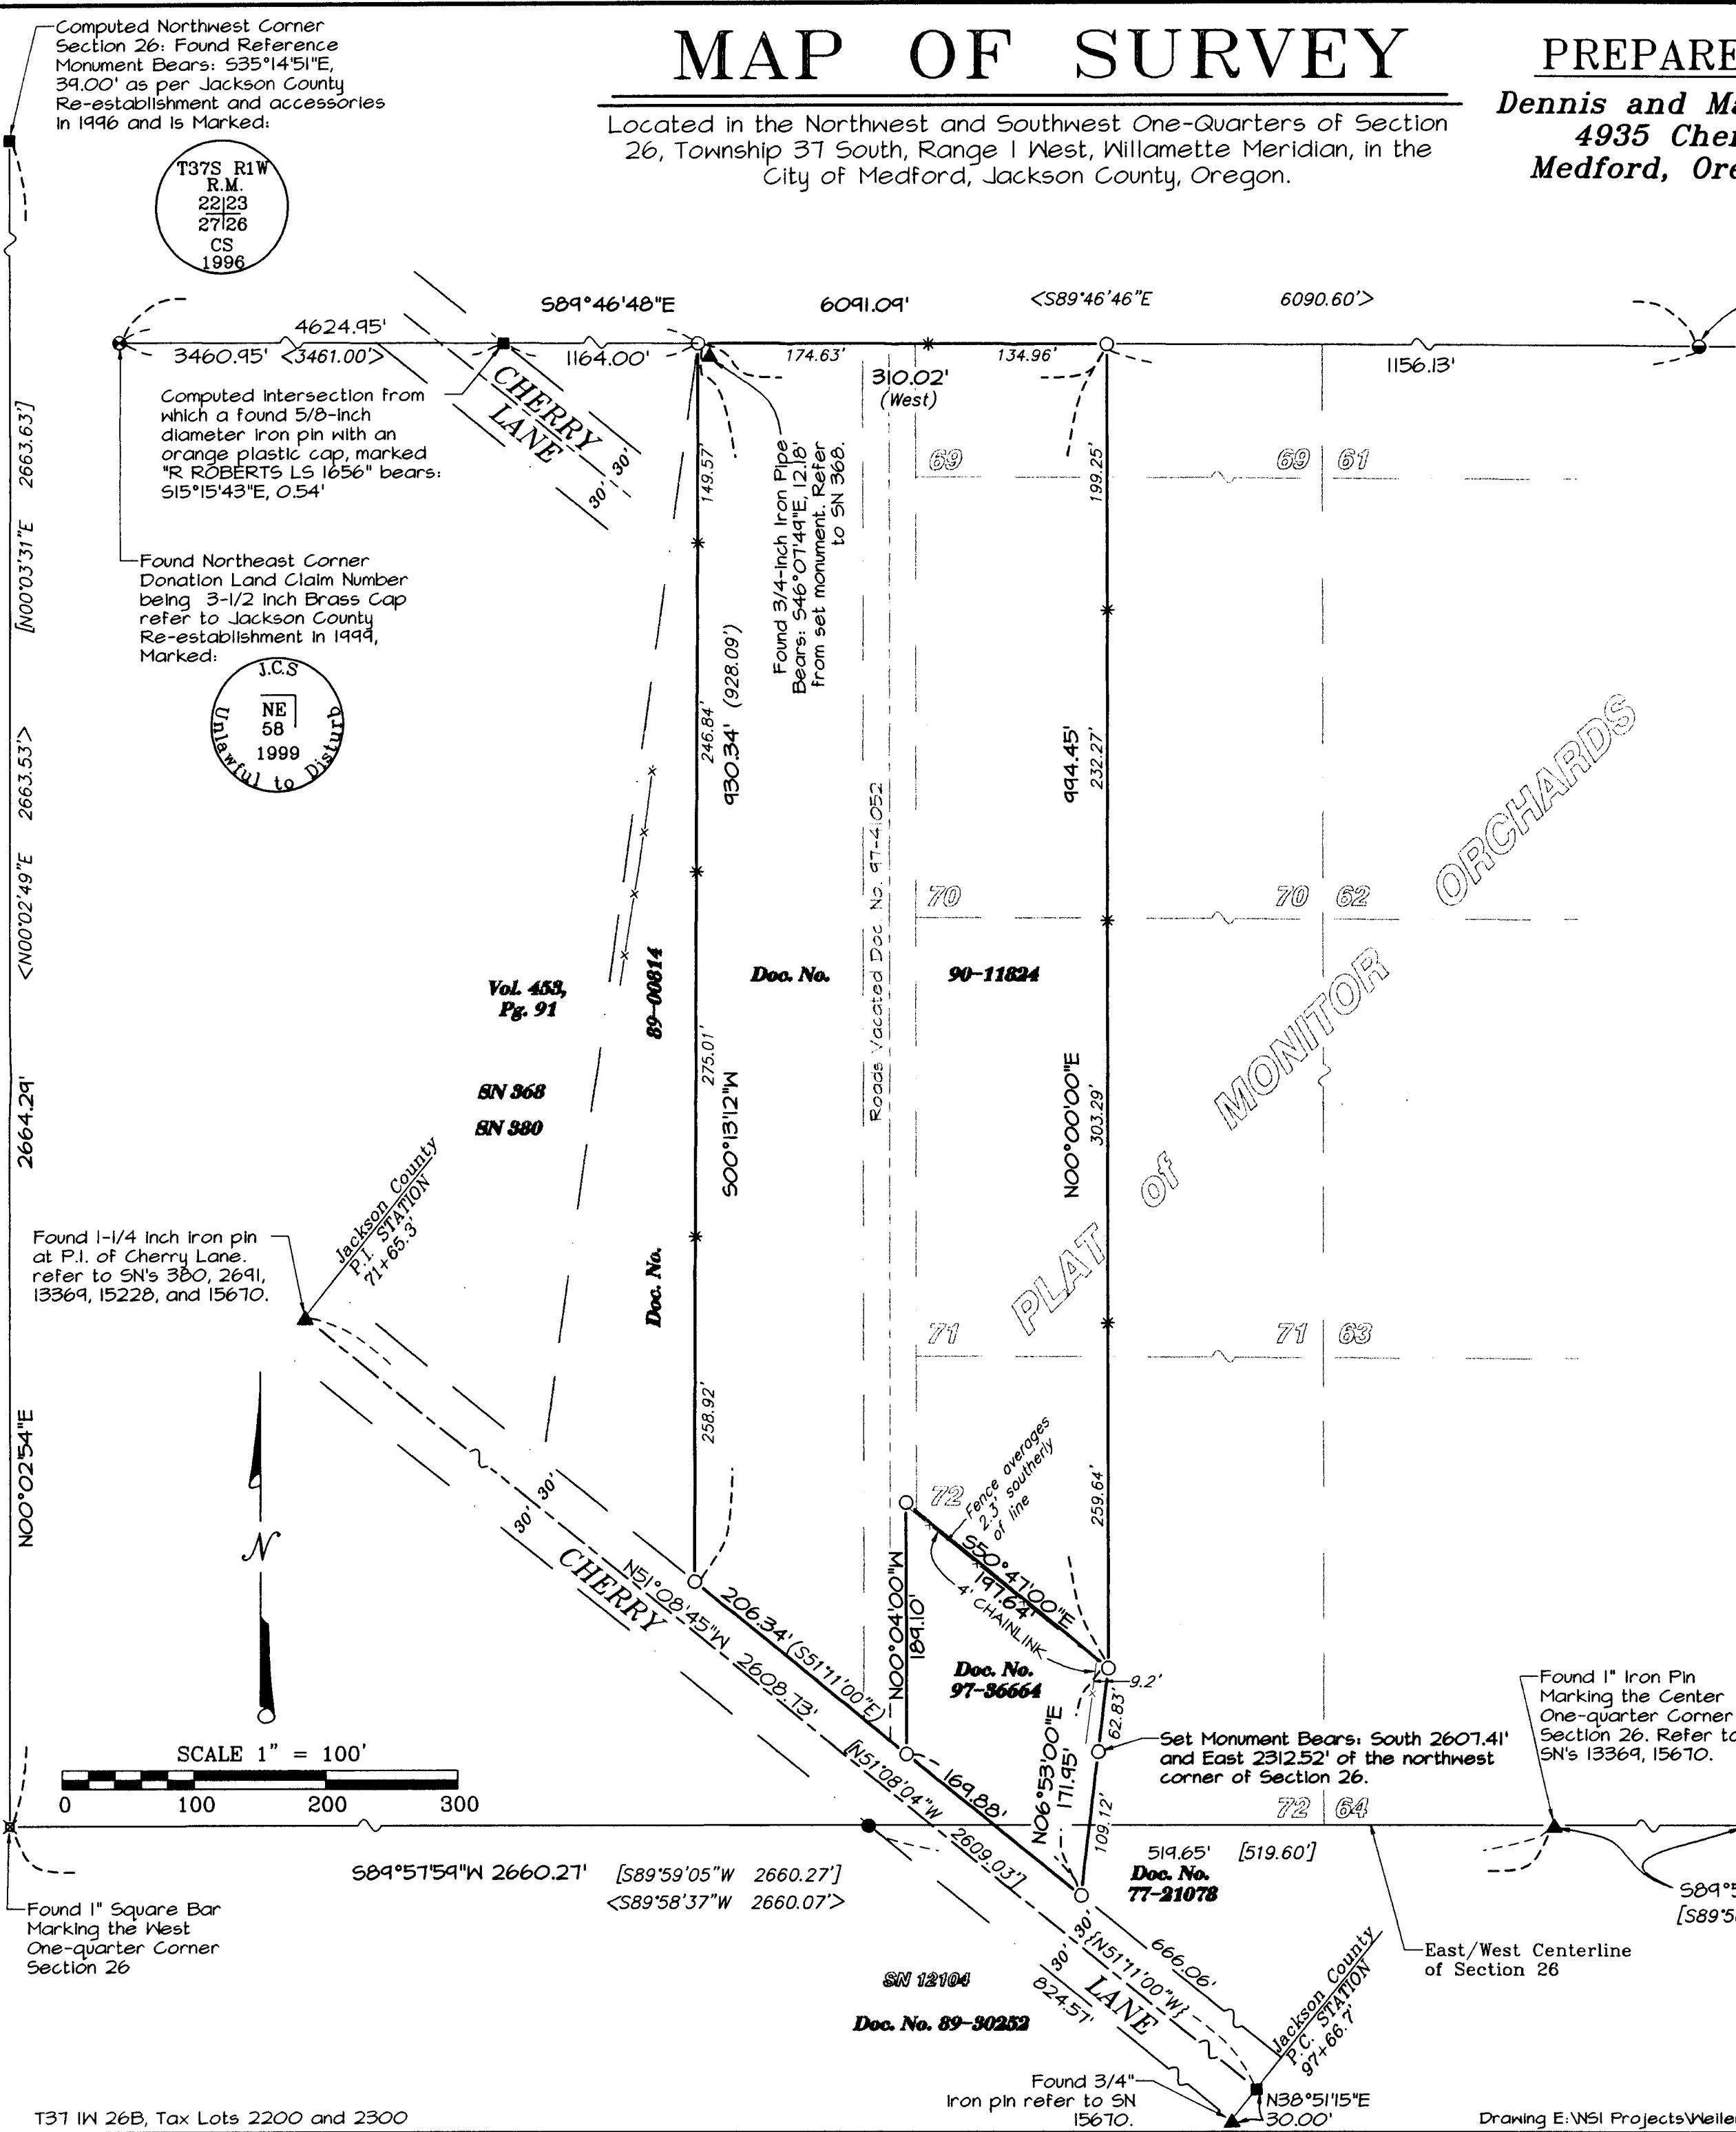 Computed Northwest Corner
Section 26: Found Reference
Monument Bears: S35°14'51"E,
39.00' as per Jackson County
Re-establishment and accessories
in 1996 and is Marked:
T37S R1W
R.M.
22|23
27|26
CS
1996
MAP OF SURVEY
Located in the Northwest and Southwest One-Quarters of Section
26, Township 37 South, Range 1 West, Willamette Meridian, in the
City of Medford, Jackson County, Oregon.
PREPARE
Dennis and Ma
4935 Cher
Medford, Ore
S89°46'48"E 6091.09' <S89°46'46"E 6090.60'>
4624.95'
3460.95' <3461.00'> 1164.00' 174.63' 134.96' 1156.13'
310.02'
(West)
CHERRY
LANE
30' 30'
Computed intersection from
which a found 5/8-inch
diameter iron pin with an
orange plastic cap, marked
"R ROBERTS LS 1656" bears:
S15°15'43"E, 0.54'
Found Northeast Corner
Donation Land Claim Number
being 3-1/2 inch Brass Cap
refer to Jackson County
Re-establishment in 1999,
Marked:
J.C.S
NE
58
1999
Unlawful to Disturb
[N00°03'31"E 2663.63']
<N00°02'49"E 2663.53'>
N00°02'54"E 2664.29'
Found 3/4-inch Iron Pipe
Bears: S46°07'49"E, 12.18'
from set monument. Refer
to SN 368.
149.57'
246.84'
930.34' (928.09')
275.01'
S00°13'12"W
258.92'
199.25'
994.45'
232.27'
N00°00'00"E
303.29'
259.64'
69 69 61
70 70 62
71 71 63
72
72 64
Roads Vacated Doc. No. 97-41052
PLAT of MONITOR ORCHARDS
Vol. 453,
Pg. 91
Doc. No. 89-00814
Doc. No. 90-11824
SN 368
SN 380
Jackson County
P.I. STATION
71+65.3'
Found 1-1/4 inch iron pin
at P.I. of Cherry Lane.
refer to SN's 380, 2691,
13369, 15228, and 15670.
N
SCALE 1" = 100'
0 100 200 300
30' 30'
CHERRY
N51°08'45"W 2608.73'
206.34' (S51°11'00"E)
[N51°08'04"W 2609.03']
Fence averages
2.3' southerly
of line
S50°47'00"E
197.64'
4' CHAINLINK
N00°04'00"W
189.10'
Doc. No.
97-36664
9.2'
62.83'
N06°53'00"E
171.95'
109.12'
169.88'
Set Monument Bears: South 2607.41'
and East 2312.52' of the northwest
corner of Section 26.
Found 1" Iron Pin
Marking the Center
One-quarter Corner
Section 26. Refer to
SN's 13369, 15670.
S89°57'59"W 2660.27' [S89°59'05"W 2660.27']
<S89°58'37"W 2660.07'>
519.65' [519.60']
Doc. No.
77-21078
S89°5
[S89°5
Found 1" Square Bar
Marking the West
One-quarter Corner
Section 26
East/West Centerline
of Section 26
30' 30'
{N51°11'00"W}
666.06'
824.57'
LANE
SN 12104
Doc. No. 89-30252
Jackson County
P.C. STATION
97+66.7'
Found 3/4"
Iron pin refer to SN
15670.
N38°51'15"E
30.00'
T37 1W 26B, Tax Lots 2200 and 2300
Drawing E:\NSI Projects\Weile